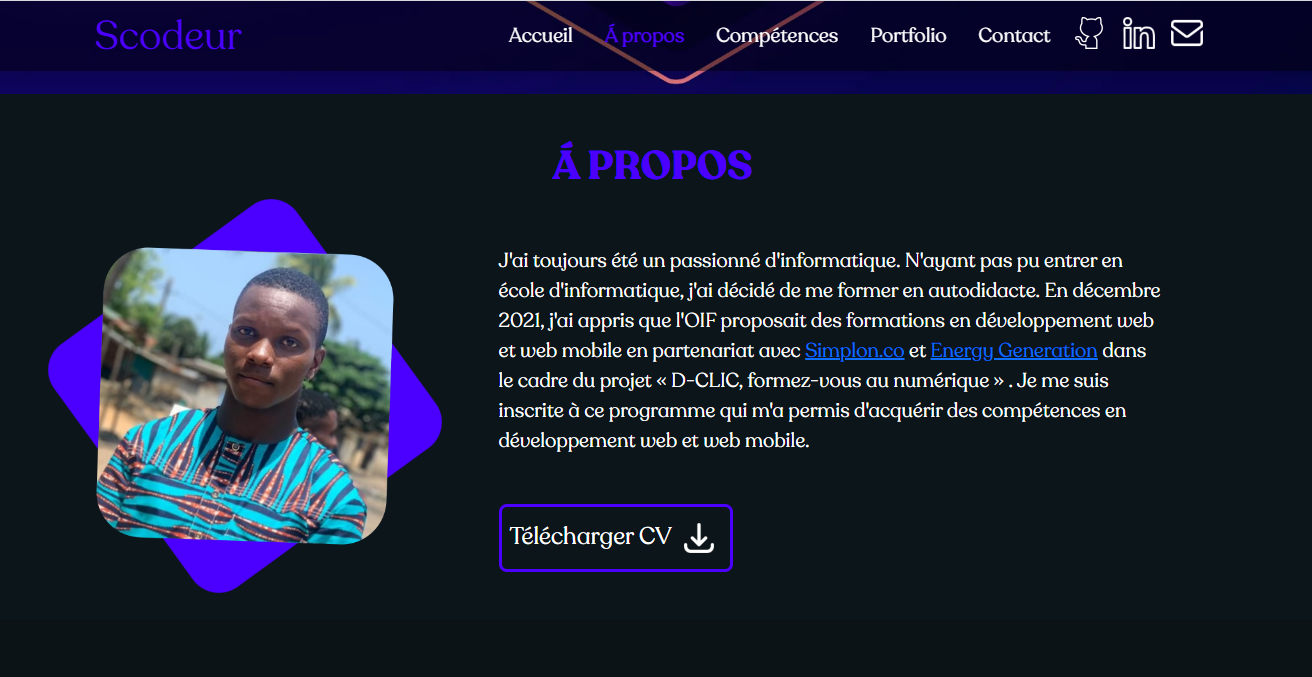 Scodeur
Accueil Á propos Compétences Portfolio Contact
Á PROPOS
J'ai toujours été un passionné d'informatique. N'ayant pas pu entrer en
école d'informatique, j'ai décidé de me former en autodidacte. En décembre
2021, j'ai appris que l'OIF proposait des formations en développement web
et web mobile en partenariat avec Simplon.co et Energy Generation dans
le cadre du projet « D-CLIC, formez-vous au numérique » . Je me suis
inscrite à ce programme qui m'a permis d'acquérir des compétences en
développement web et web mobile.
Télécharger CV